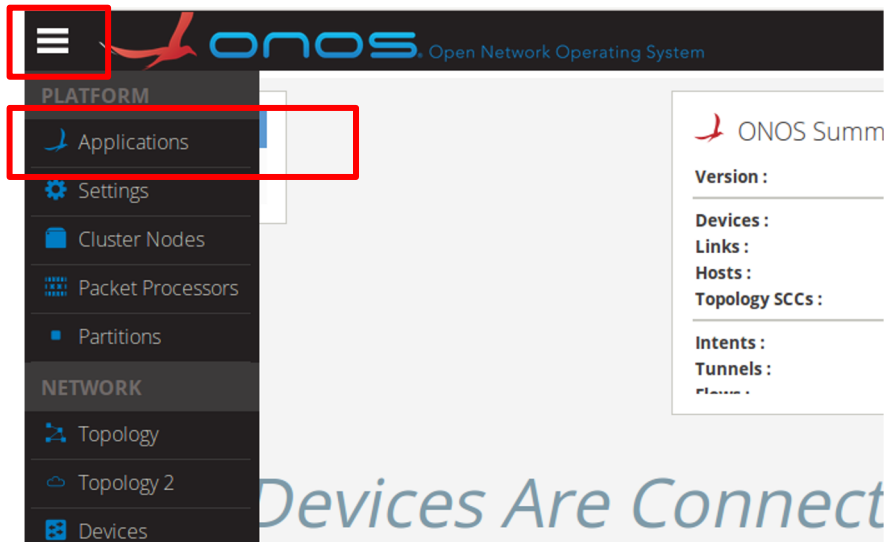 onos. Open Network Operating System
PLATFORM
Applications
Settings
Cluster Nodes
Packet Processors
Partitions
NETWORK
Topology
Topology 2
Devices
ONOS Summ
Version :
Devices :
Links :
Hosts :
Topology SCCs :
Intents :
Tunnels :
Flows :
Devices Are Connect